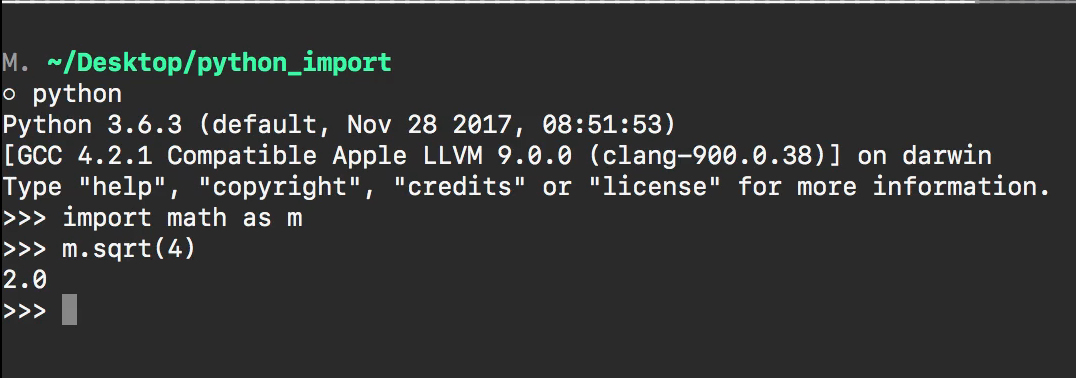 M. ~/Desktop/python_import
○ python
Python 3.6.3 (default, Nov 28 2017, 08:51:53)
[GCC 4.2.1 Compatible Apple LLVM 9.0.0 (clang-900.0.38)] on darwin
Type "help", "copyright", "credits" or "license" for more information.
>>> import math as m
>>> m.sqrt(4)
2.0
>>>